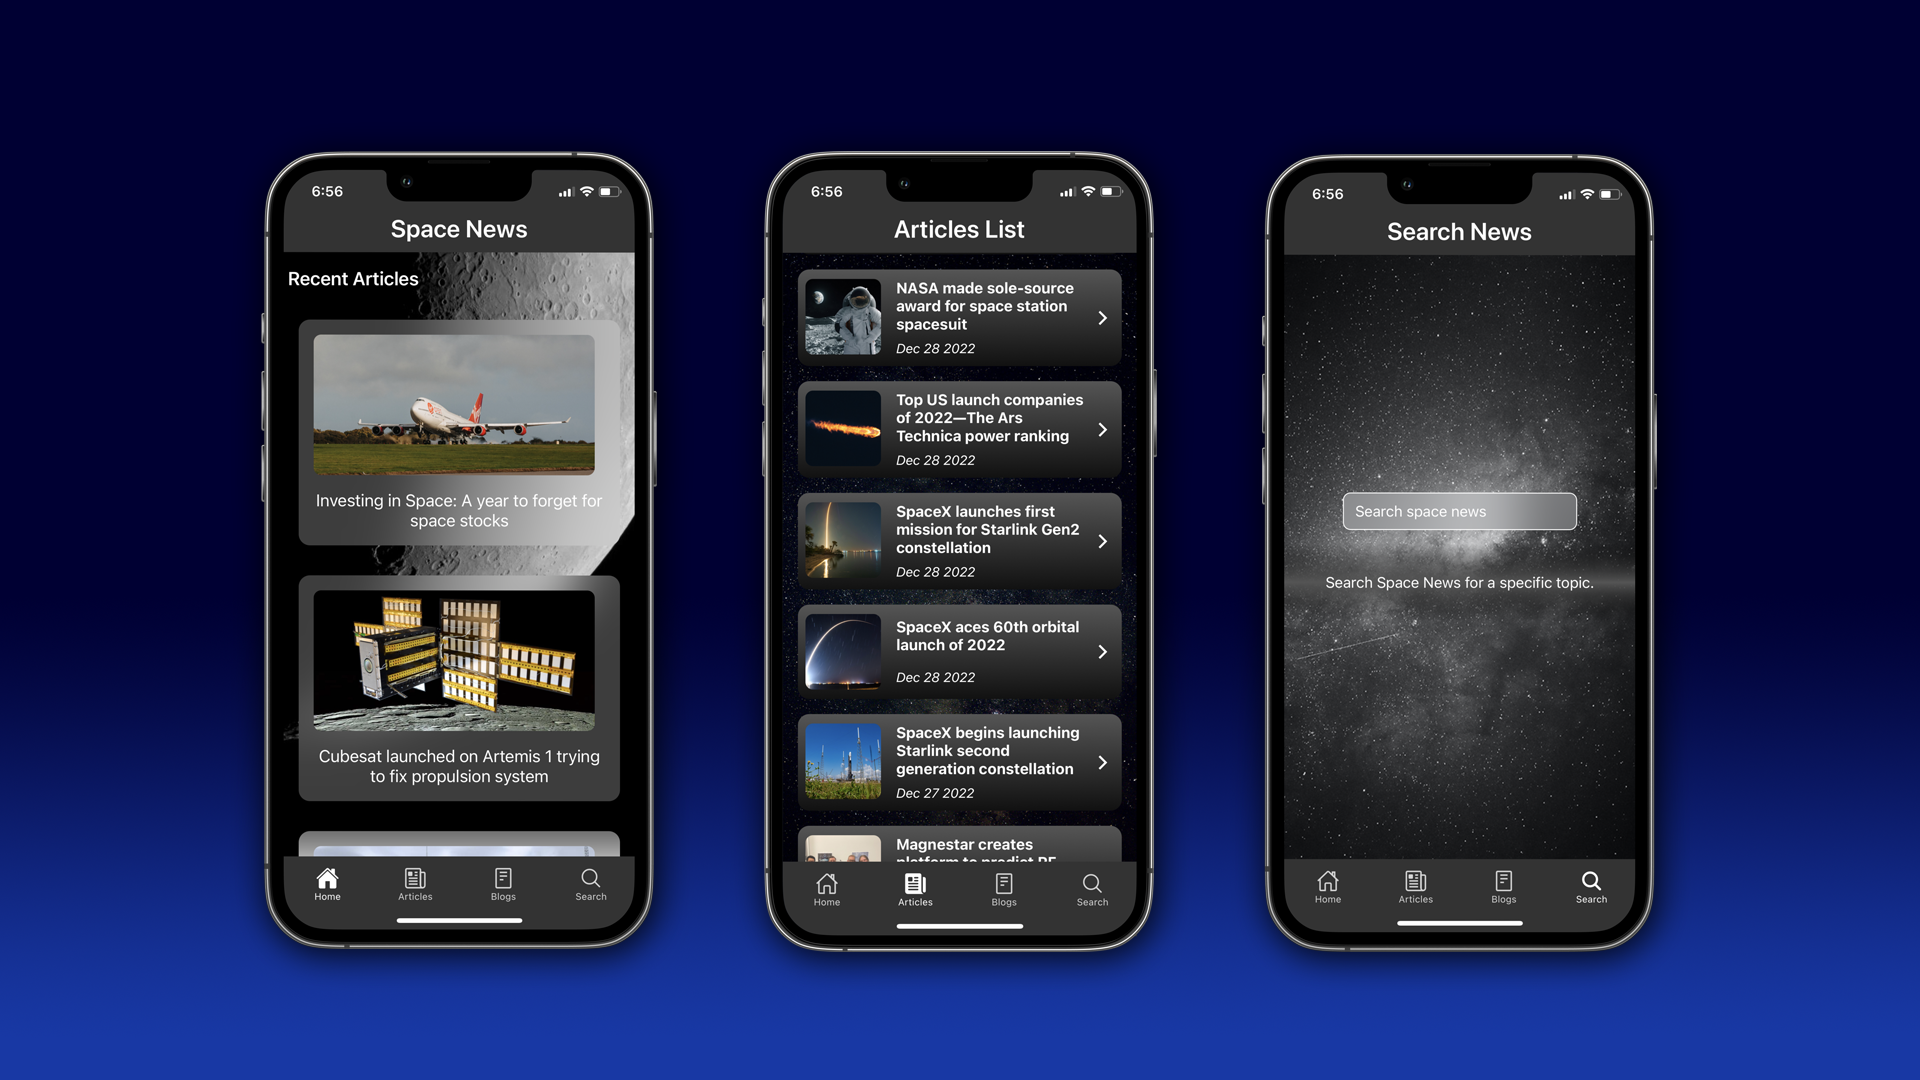 6:56
Space News
Recent Articles
Investing in Space: A year to forget for
space stocks
Cubesat launched on Artemis 1 trying
to fix propulsion system
Home
Articles
Blogs
Search
6:56
Articles List
NASA made sole-source
award for space station
spacesuit
Dec 28 2022
Top US launch companies
of 2022—The Ars
Technica power ranking
Dec 28 2022
SpaceX launches first
mission for Starlink Gen2
constellation
Dec 28 2022
SpaceX aces 60th orbital
launch of 2022
Dec 28 2022
SpaceX begins launching
Starlink second
generation constellation
Dec 27 2022
Magnestar creates
platform to predict RF
Home
Articles
Blogs
Search
6:56
Search News
Search space news
Search Space News for a specific topic.
Home
Articles
Blogs
Search